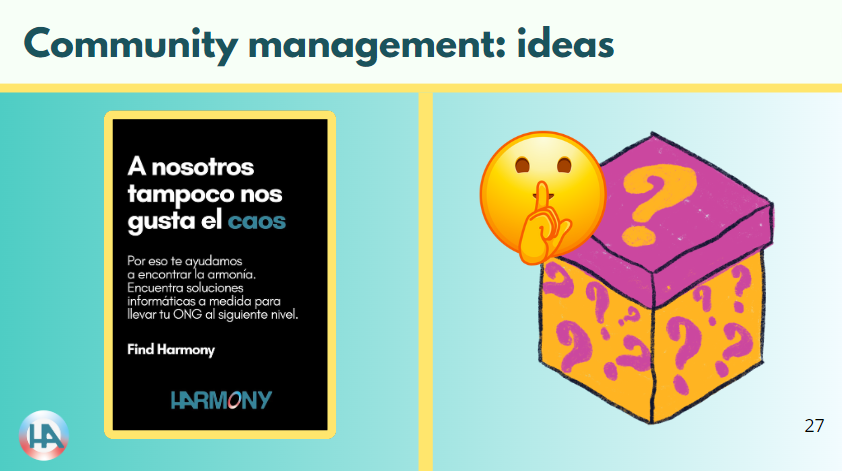 Community management: ideas
A nosotros
tampoco nos
gusta el caos
Por eso te ayudamos
a encontrar la armonía.
Encuentra soluciones
informáticas a medida para
llevar tu ONG al siguiente nivel.
Find Harmony
HARMONY
?
? ? ? ? ? ? ? ?
HA
27